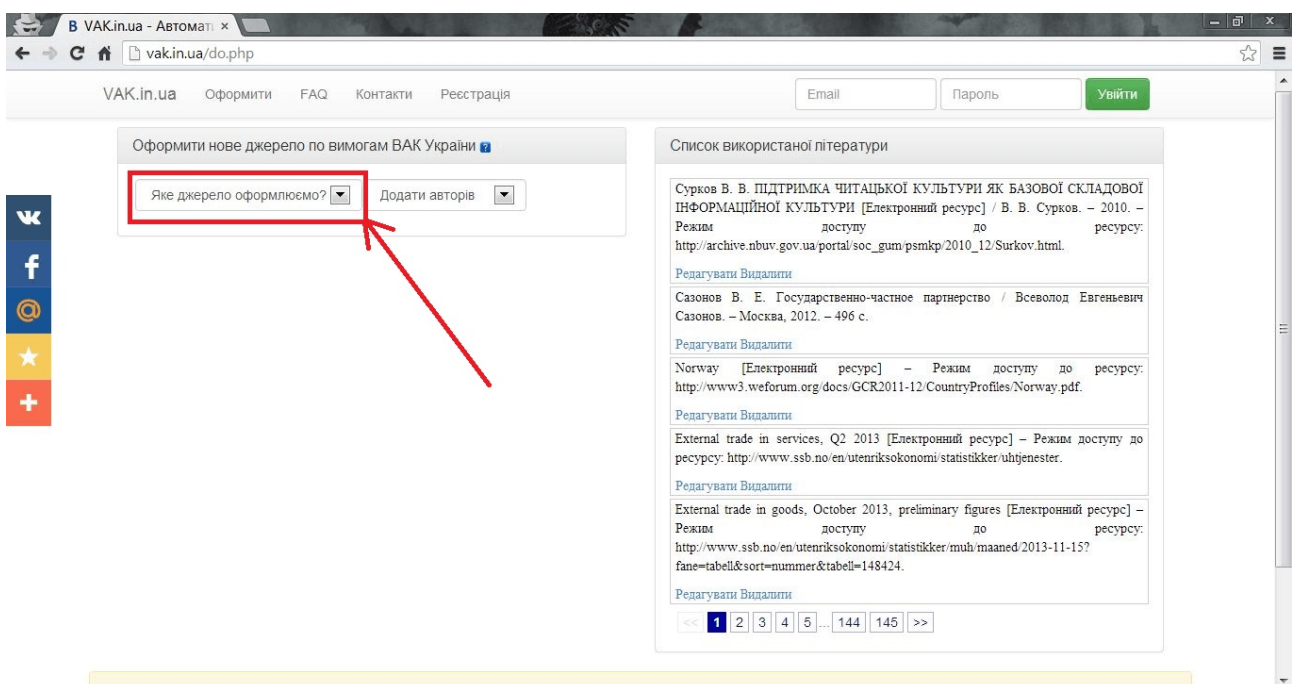 B VAK.in.ua - Автомат
vak.in.ua/do.php
VAK.in.ua Оформити FAQ Контакти Реєстрація Email Пароль Увійти
Оформити нове джерело по вимогам ВАК України ?
Яке джерело оформлюємо? Додати авторів
Список використаної літератури
Сурков В. В. ПІДТРИМКА ЧИТАЦЬКОЇ КУЛЬТУРИ ЯК БАЗОВОЇ СКЛАДОВОЇ
ІНФОРМАЦІЙНОЇ КУЛЬТУРИ [Електронний ресурс] / В. В. Сурков. – 2010. –
Режим доступу до ресурсу:
http://archive.nbuv.gov.ua/portal/soc_gum/psmkp/2010_12/Surkov.html.
Редагувати Видалити
Сазонов В. Е. Государственно-частное партнерство / Всеволод Евгеньевич
Сазонов. – Москва, 2012. – 496 с.
Редагувати Видалити
Norway [Електронний ресурс] – Режим доступу до ресурсу:
http://www3.weforum.org/docs/GCR2011-12/CountryProfiles/Norway.pdf.
Редагувати Видалити
External trade in services, Q2 2013 [Електронний ресурс] – Режим доступу до
ресурсу: http://www.ssb.no/en/utenriksokonomi/statistikker/uhtjenester.
Редагувати Видалити
External trade in goods, October 2013, preliminary figures [Електронний ресурс] –
Режим доступу до ресурсу:
http://www.ssb.no/en/utenriksokonomi/statistikker/muh/maaned/2013-11-15?
fane=tabell&sort=nummer&tabell=148424.
Редагувати Видалити
<< 1 2 3 4 5 ... 144 145 >>